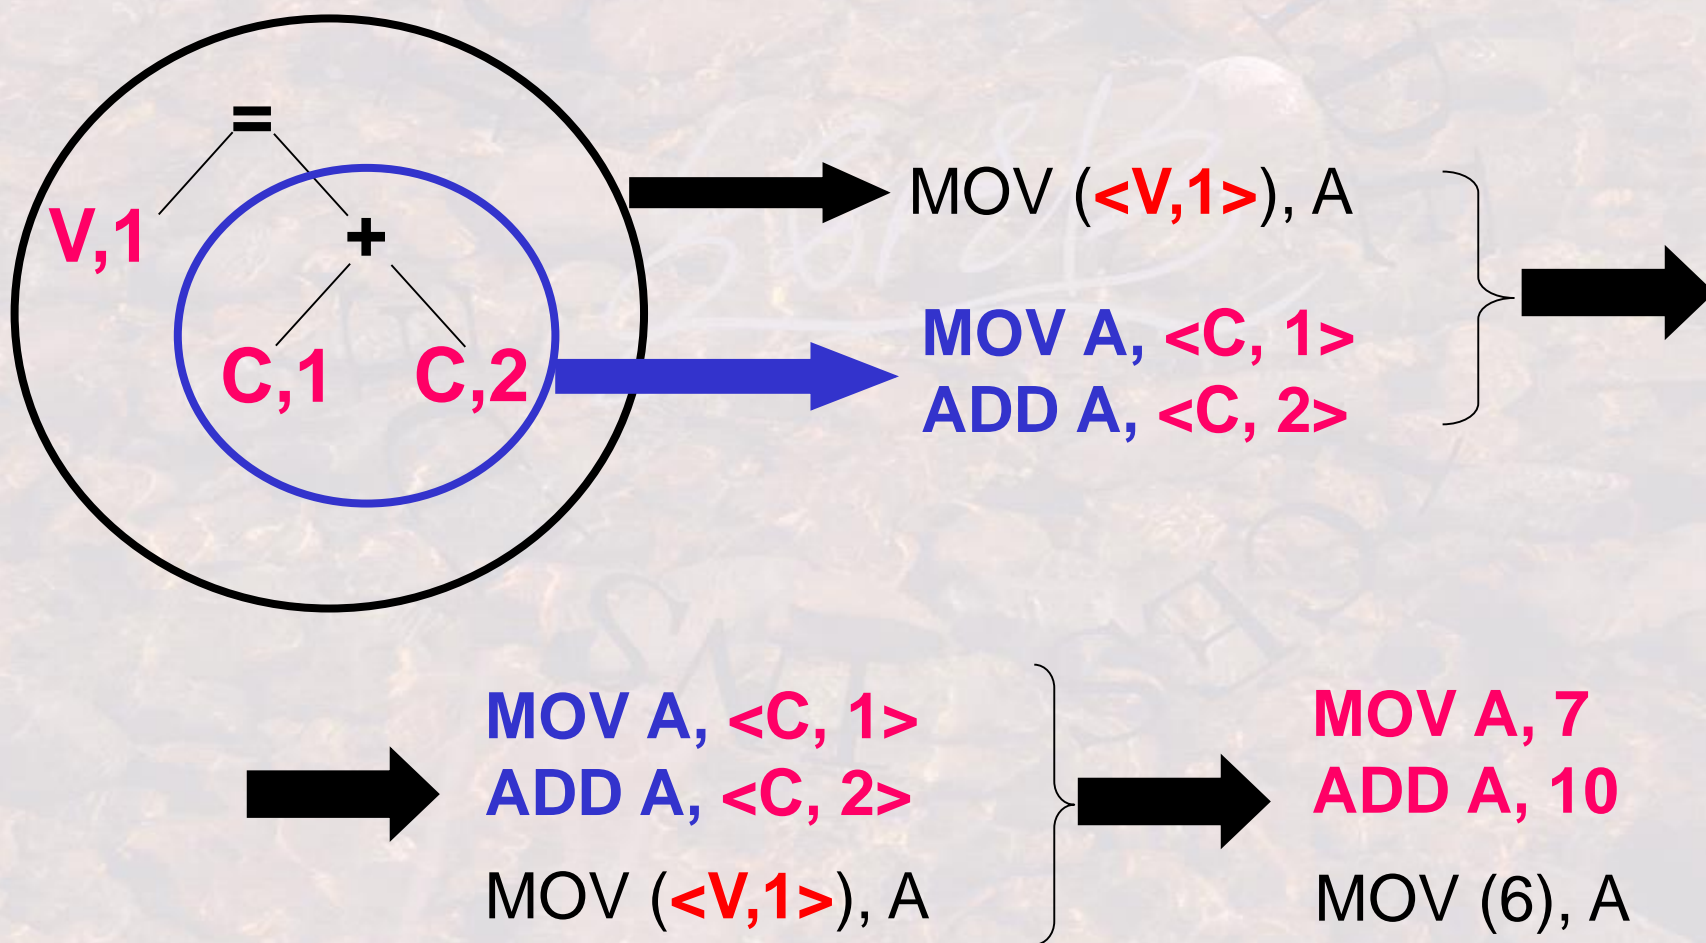 =
V,1
+
C,1 C,2
MOV (<V,1>), A
MOV A, <C, 1>
ADD A, <C, 2>
MOV A, <C, 1>
ADD A, <C, 2>
MOV (<V,1>), A
MOV A, 7
ADD A, 10
MOV (6), A